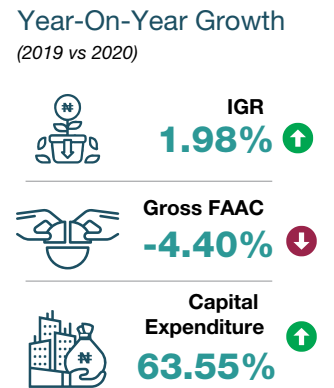 Year-On-Year Growth
(2019 vs 2020)
₦
IGR
1.98%
Gross FAAC
-4.40%
Capital
Expenditure
₦
63.55%